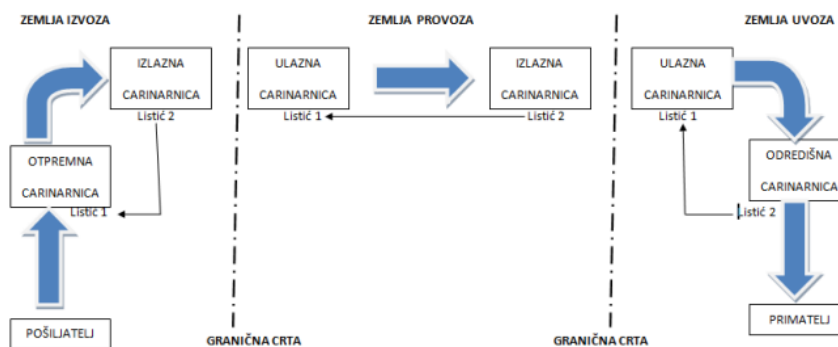 ZEMLJA IZVOZA
ZEMLJA PROVOZA
ZEMLJA UVOZA
IZLAZNA
CARINARNICA
Listić 2
ULAZNA
CARINARNICA
Listić 1
IZLAZNA
CARINARNICA
Listić 2
ULAZNA
CARINARNICA
Listić 1
OTPREMNA
CARINARNICA
Listić 1
ODREDIŠNA
CARINARNICA
Listić 2
POŠILJATELJ
GRANIČNA CRTA
GRANIČNA CRTA
PRIMATELJ